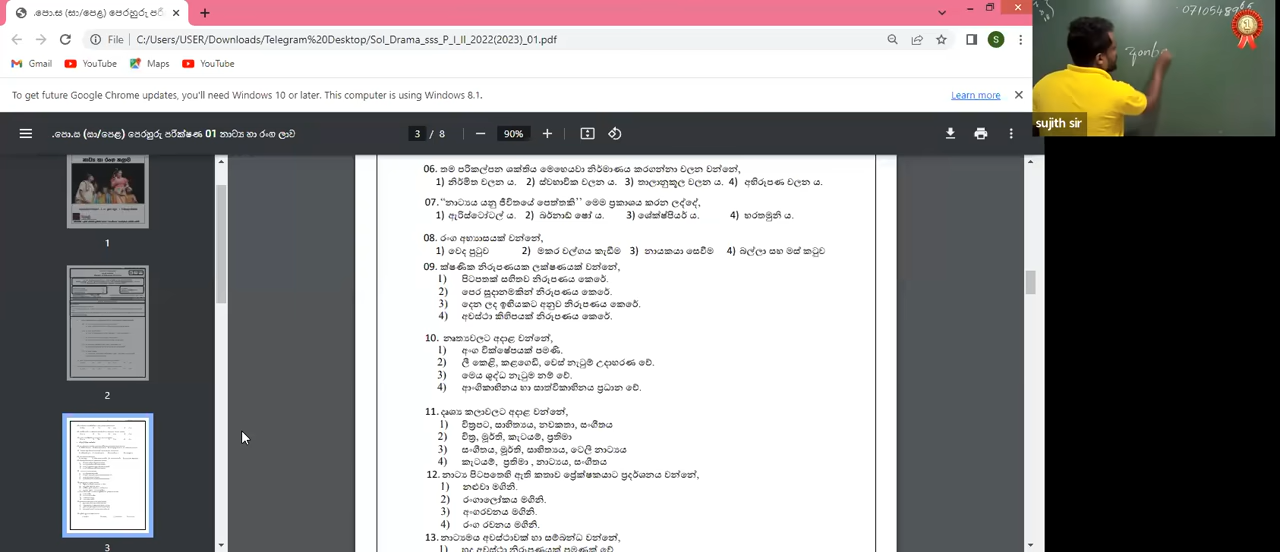 .පො.ස (සා/පෙළ) පෙරහුරු පරී
File
C:/Users/USER/Downloads/Telegram%20Desktop/Sol_Drama_sss_P_I_II_2022(2023)_01.pdf
S
Gmail YouTube Maps YouTube
To get future Google Chrome updates, you'll need Windows 10 or later. This computer is using Windows 8.1.
Learn more
.පො.ස (සා/පෙළ) පෙරහුරු පරීක්ෂණ 01 නාට්‍ය හා රංග ලාව
3 / 8
90%
1
2
3
06. තම පරිකල්පන ශක්තිය මෙහෙයවා නිර්මාණය කරගන්නා චලන වන්නේ,
1) නිර්මිත චලන ය. 2) ස්වභාවික චලන ය. 3) තාලානුකූල චලන ය. 4) අභිරූපණ චලන ය.
07. ‘‘නාට්‍යය යනු ජීවිතයේ පෙත්තකි’’ මෙම ප්‍රකාශය කරන ලද්දේ,
1) ඇරිස්ටෝටල් ය. 2) බර්නාඩ් ෂෝ ය. 3) ශේක්ෂ්පියර් ය. 4) භරතමුනි ය.
08. රංග අභ්‍යාසයක් වන්නේ,
1) වෙද පුටුව 2) මකර වල්ගය කැඩීම 3) නායකයා සෙවීම 4) බල්ලා සහ මස් කටුව
09. ක්ෂණික නිරූපණයක ලක්ෂණයක් වන්නේ,
1) පිටපතක් සහිතව නිරූපණය කෙරේ.
2) පෙර සූදානමකින් නිරූපණය කෙරේ.
3) දෙන ලද ඉඟියකට අනුව නිරූපණය කෙරේ.
4) අවස්ථා කිහිපයක් නිරූපණය කෙරේ.
10. නෘත්‍යවලට අදාළ වන්නේ,
1) අංග වික්ෂේපයක් පමණි.
2) ලී කෙළි, කළගෙඩි, වෙස් නැටුම් උදාහරණ වේ.
3) මෙය ශුද්ධ නැටුම නම් වේ.
4) ආංගිකාභිනය හා සාත්විකාභිනය ප්‍රධාන වේ.
11. දෘශ්‍ය කලාවලට අදාළ වන්නේ,
1) චිත්‍රපට, සාහිත්‍යය, නවකතා, සංගීතය
2) චිත්‍ර, මූර්ති, කැටයම්, ප්‍රතිමා
3) සංගීතය, මූර්ති, සාහිත්‍යය, ටෙලි නාට්‍යය
4) කැටයම්, ප්‍රතිමා, නාට්‍යය, සංගීතය
12. නාට්‍ය පිටපතෙහි ඇති කතාව ප්‍රේක්ෂකයාට ප්‍රදර්ශනය වන්නේ,
1) නළුවා මගිනි.
2) රංගාලෝකය මගිනි.
3) අංගරචනය මගිනි.
4) රංග රචනය මගිනි.
13. නාට්‍යමය අවස්ථාවක් හා සම්බන්ධ වන්නේ,
1) හුදු අවස්ථා නිරූපණයක් පමණක් වේ.
sujith sir